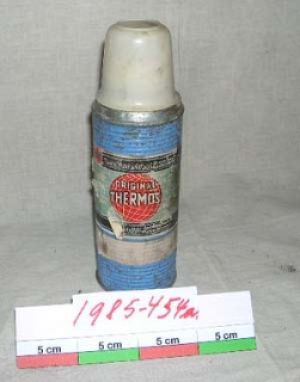 ORIGINAL
THERMOS
1985-454a.
5 cm 5 cm 5 cm 5 cm